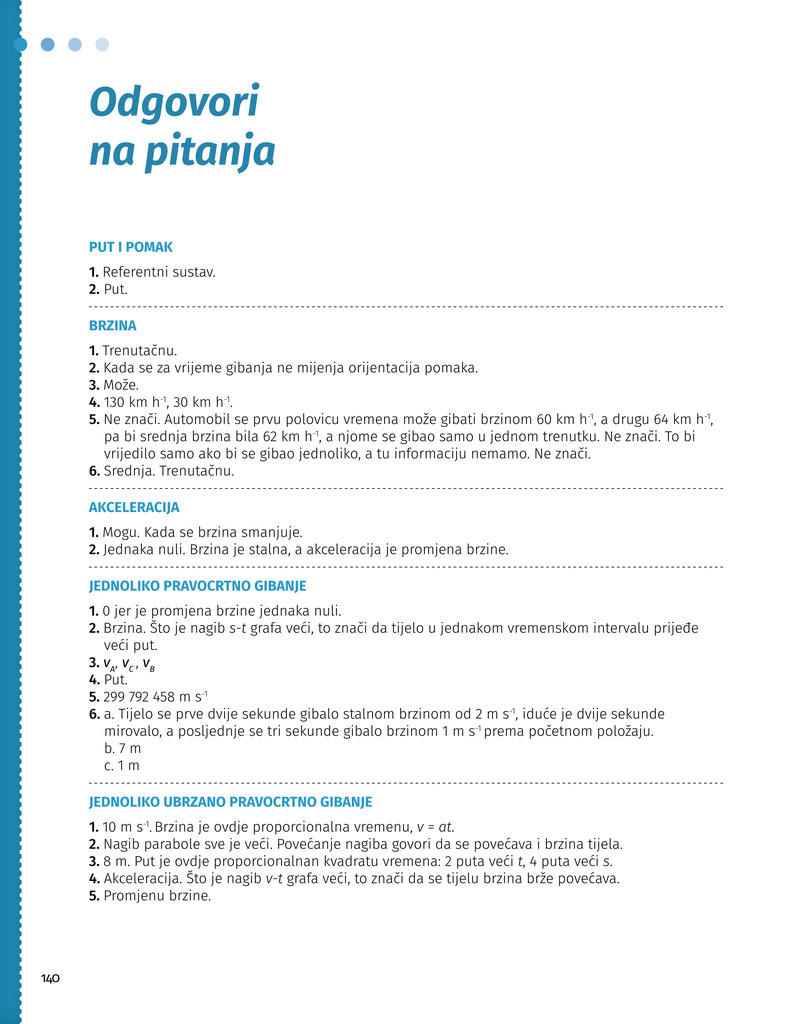 Odgovori
na pitanja
PUT I POMAK
1. Referentni sustav.
2. Put.
BRZINA
1. Trenutačnu.
2. Kada se za vrijeme gibanja ne mijenja orijentacija pomaka.
3. Može.
4. 130 km h⁻¹, 30 km h⁻¹.
5. Ne znači. Automobil se prvu polovicu vremena može gibati brzinom 60 km h⁻¹, a drugu 64 km h⁻¹,
pa bi srednja brzina bila 62 km h⁻¹, a njome se gibao samo u jednom trenutku. Ne znači. To bi
vrijedilo samo ako bi se gibao jednoliko, a tu informaciju nemamo. Ne znači.
6. Srednja. Trenutačnu.
AKCELERACIJA
1. Mogu. Kada se brzina smanjuje.
2. Jednaka nuli. Brzina je stalna, a akceleracija je promjena brzine.
JEDNOLIKO PRAVOCRTNO GIBANJE
1. 0 jer je promjena brzine jednaka nuli.
2. Brzina. Što je nagib s-t grafa veći, to znači da tijelo u jednakom vremenskom intervalu prijeđe
veći put.
3. v_A, v_C, v_B
4. Put.
5. 299 792 458 m s⁻¹
6. a. Tijelo se prve dvije sekunde gibalo stalnom brzinom od 2 m s⁻¹, iduće je dvije sekunde
mirovalo, a posljednje se tri sekunde gibalo brzinom 1 m s⁻¹ prema početnom položaju.
b. 7 m
c. 1 m
JEDNOLIKO UBRZANO PRAVOCRTNO GIBANJE
1. 10 m s⁻¹. Brzina je ovdje proporcionalna vremenu, v = at.
2. Nagib parabole sve je veći. Povećanje nagiba govori da se povećava i brzina tijela.
3. 8 m. Put je ovdje proporcionalnan kvadratu vremena: 2 puta veći t, 4 puta veći s.
4. Akceleracija. Što je nagib v-t grafa veći, to znači da se tijelu brzina brže povećava.
5. Promjenu brzine.
140